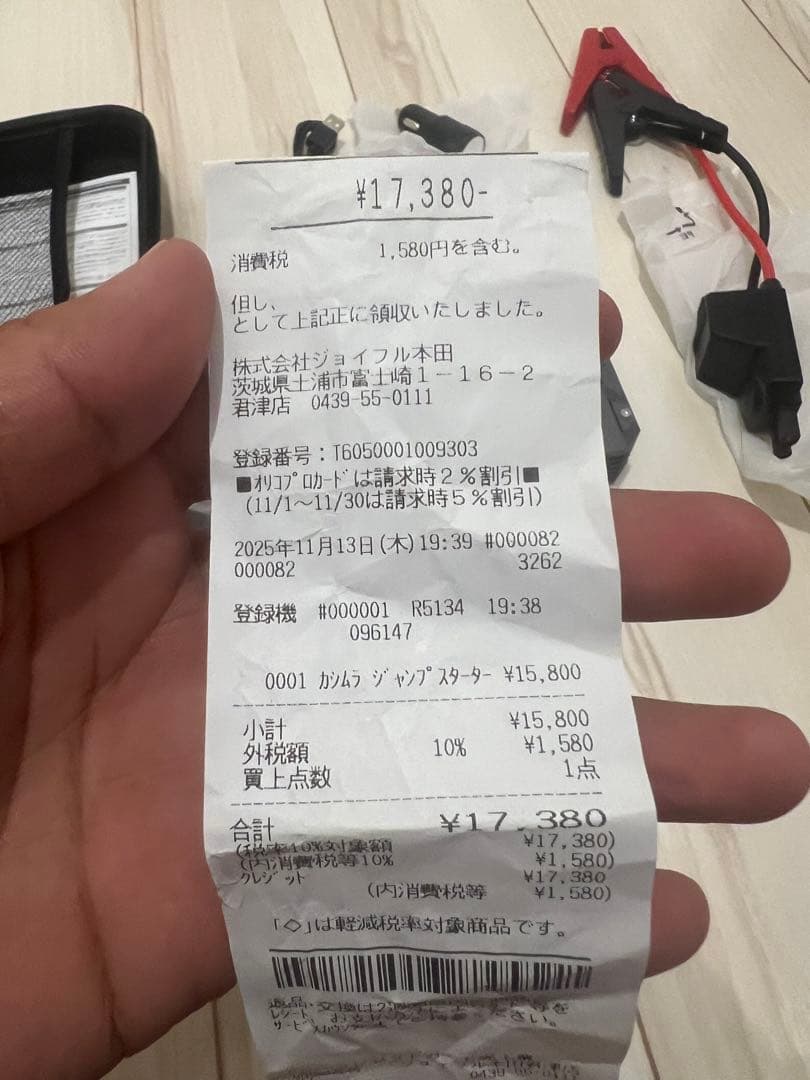 ¥17,380-
消費税 1,580円を含む。
但し、
として上記正に領収いたしました。
株式会社ジョイフル本田
茨城県土浦市富士崎1-16-2
君津店 0439-55-0111
登録番号:T6050001009303
■オリコプロカードは請求時2%割引■
(11/1~11/30は請求時5%割引)
2025年11月13日(木)19:39 #000082
000082 3262
登録機 #000001 R5134 19:38
096147
0001 カシムラ ジャンプスターター ¥15,800
小計 ¥15,800
外税額 10% ¥1,580
買上点数 1点
合計 ¥17,380
(税率10%対象額 ¥17,380)
(内消費税等10% ¥1,580)
クレジット ¥17,380
(内消費税等 ¥1,580)
「◇」は軽減税率対象商品です。